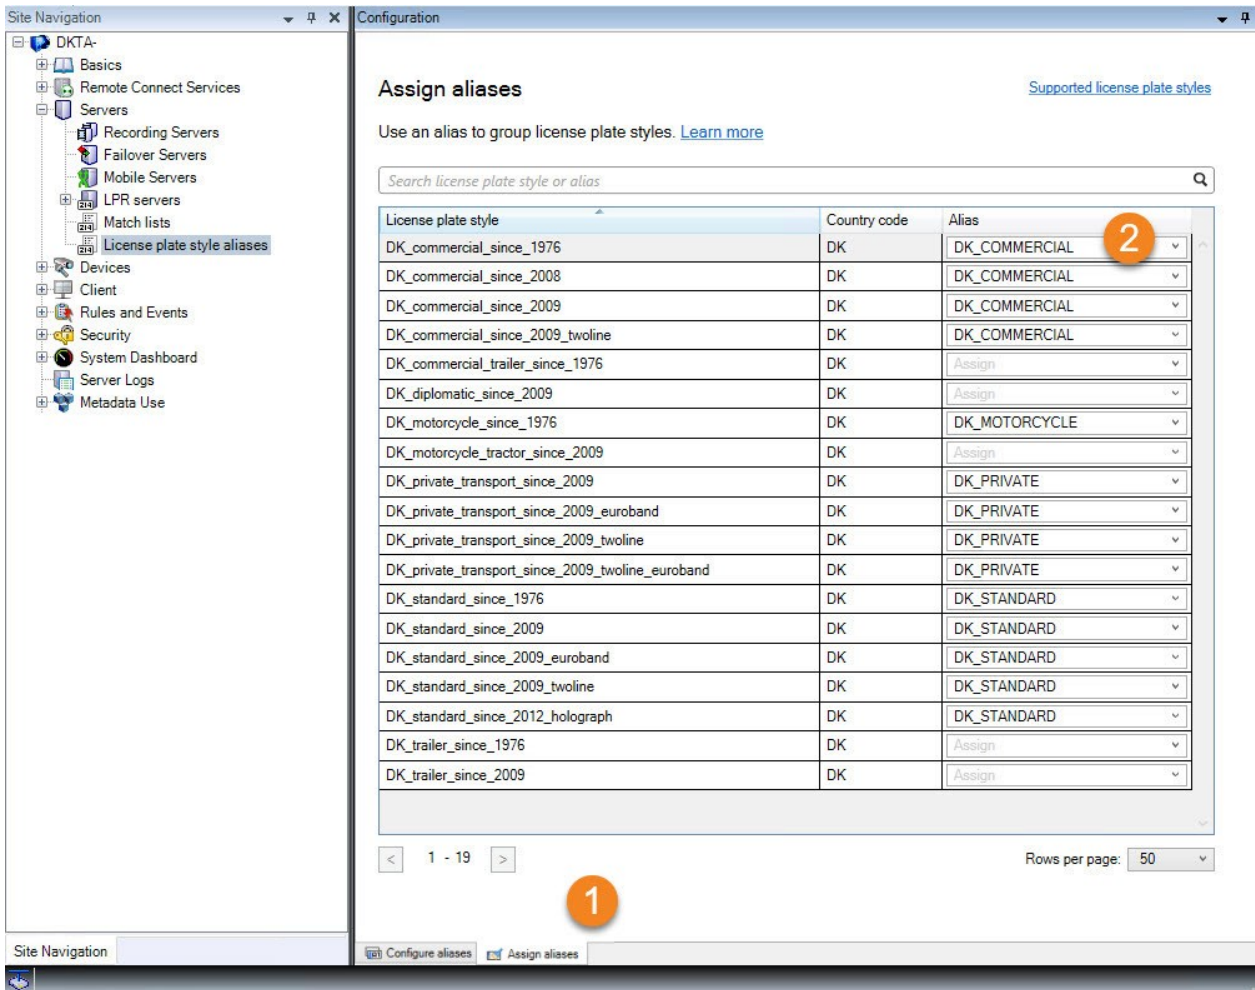 Site Navigation
DKTA-
Basics
Remote Connect Services
Servers
Recording Servers
Failover Servers
Mobile Servers
LPR servers
Match lists
License plate style aliases
Devices
Client
Rules and Events
Security
System Dashboard
Server Logs
Metadata Use
Site Navigation
Configuration
Assign aliases
Supported license plate styles
Use an alias to group license plate styles. Learn more
Search license plate style or alias
License plate style Country code Alias
2
DK_commercial_since_1976 DK DK_COMMERCIAL
DK_commercial_since_2008 DK DK_COMMERCIAL
DK_commercial_since_2009 DK DK_COMMERCIAL
DK_commercial_since_2009_twoline DK DK_COMMERCIAL
DK_commercial_trailer_since_1976 DK Assign
DK_diplomatic_since_2009 DK Assign
DK_motorcycle_since_1976 DK DK_MOTORCYCLE
DK_motorcycle_tractor_since_2009 DK Assign
DK_private_transport_since_2009 DK DK_PRIVATE
DK_private_transport_since_2009_euroband DK DK_PRIVATE
DK_private_transport_since_2009_twoline DK DK_PRIVATE
DK_private_transport_since_2009_twoline_euroband DK DK_PRIVATE
DK_standard_since_1976 DK DK_STANDARD
DK_standard_since_2009 DK DK_STANDARD
DK_standard_since_2009_euroband DK DK_STANDARD
DK_standard_since_2009_twoline DK DK_STANDARD
DK_standard_since_2012_holograph DK DK_STANDARD
DK_trailer_since_1976 DK Assign
DK_trailer_since_2009 DK Assign
< 1 - 19 > Rows per page: 50
1
Configure aliases Assign aliases